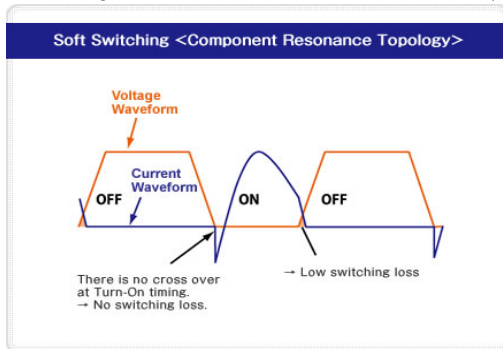 Soft Switching <Component Resonance Topology>
Voltage
Waveform
Current
Waveform
OFF
ON
OFF
There is no cross over
at Turn-On timing.
→ No switching loss.
→ Low switching loss